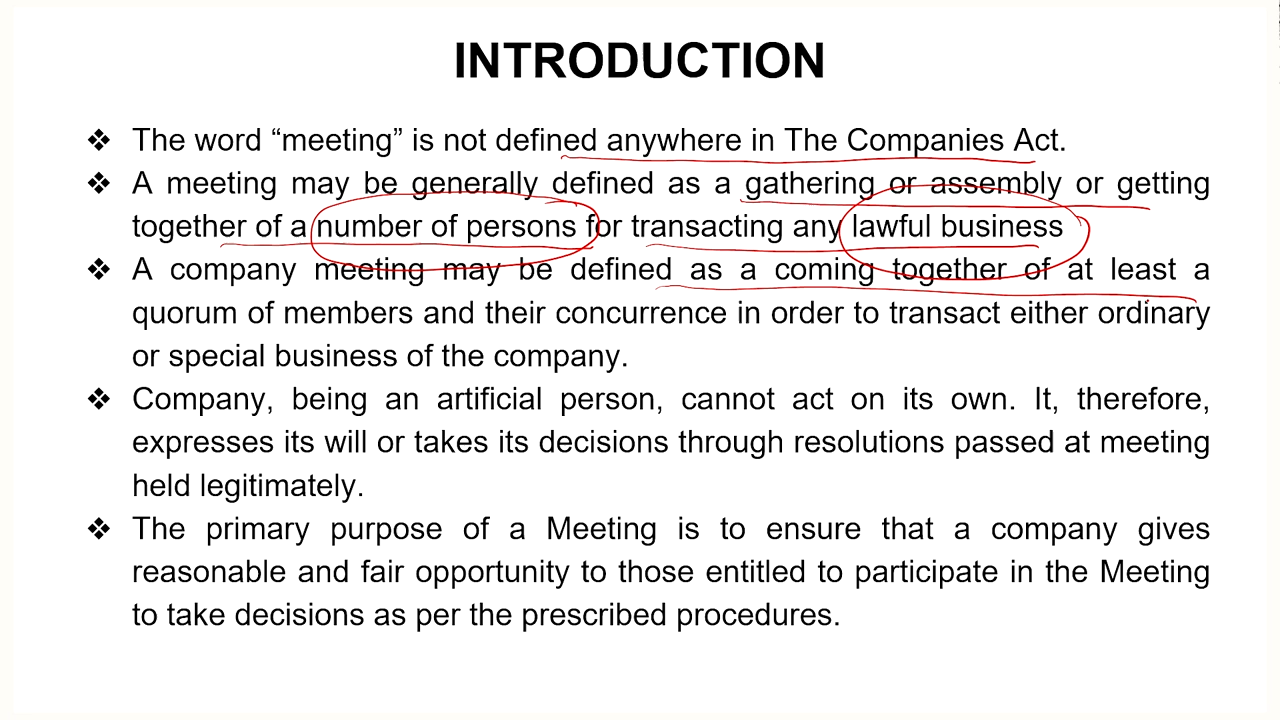 INTRODUCTION
❖ The word “meeting” is not defined anywhere in The Companies Act.
❖ A meeting may be generally defined as a gathering or assembly or getting
together of a number of persons for transacting any lawful business
❖ A company meeting may be defined as a coming together of at least a
quorum of members and their concurrence in order to transact either ordinary
or special business of the company.
❖ Company, being an artificial person, cannot act on its own. It, therefore,
expresses its will or takes its decisions through resolutions passed at meeting
held legitimately.
❖ The primary purpose of a Meeting is to ensure that a company gives
reasonable and fair opportunity to those entitled to participate in the Meeting
to take decisions as per the prescribed procedures.